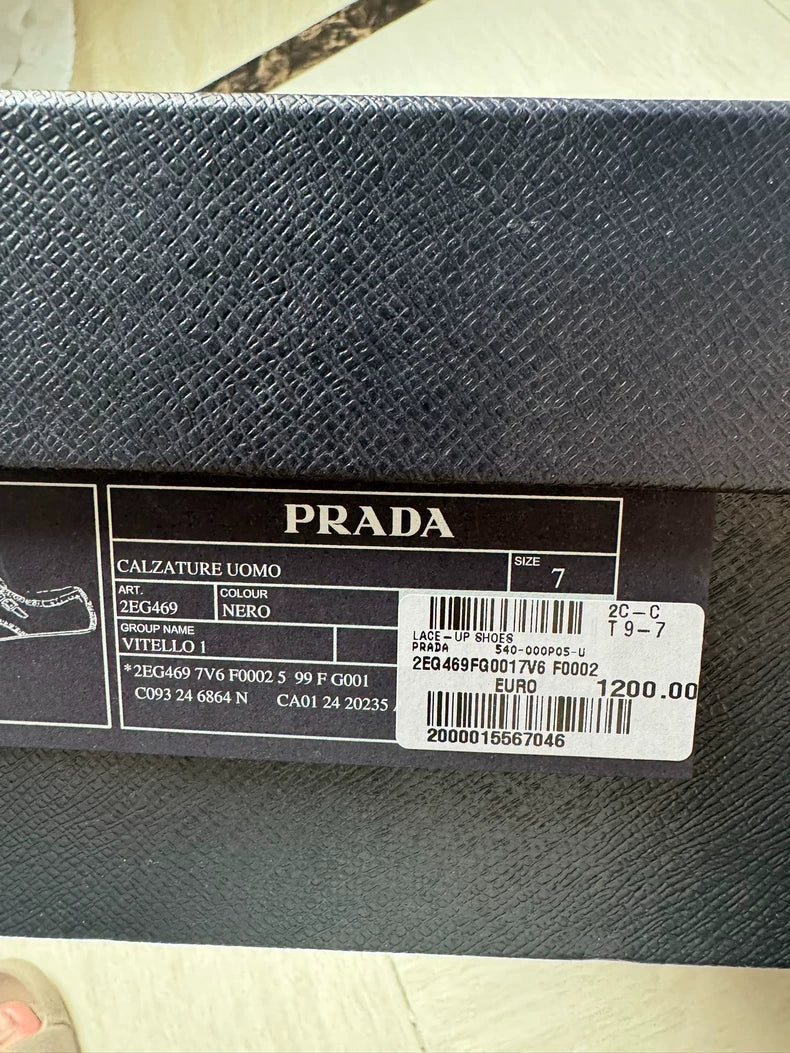 PRADA
CALZATURE UOMO
SIZE
7
ART.
2EG469
COLOUR
NERO
GROUP NAME
VITELLO 1
*2EG469 7V6 F0002 5 99 F G001
C093 24 6864 N CA01 24 20235
2C-C
T 9-7
LACE-UP SHOES
PRADA 540-000P05-U
2EG469FG0017V6 F0002
EURO 1200.00
2000015567046